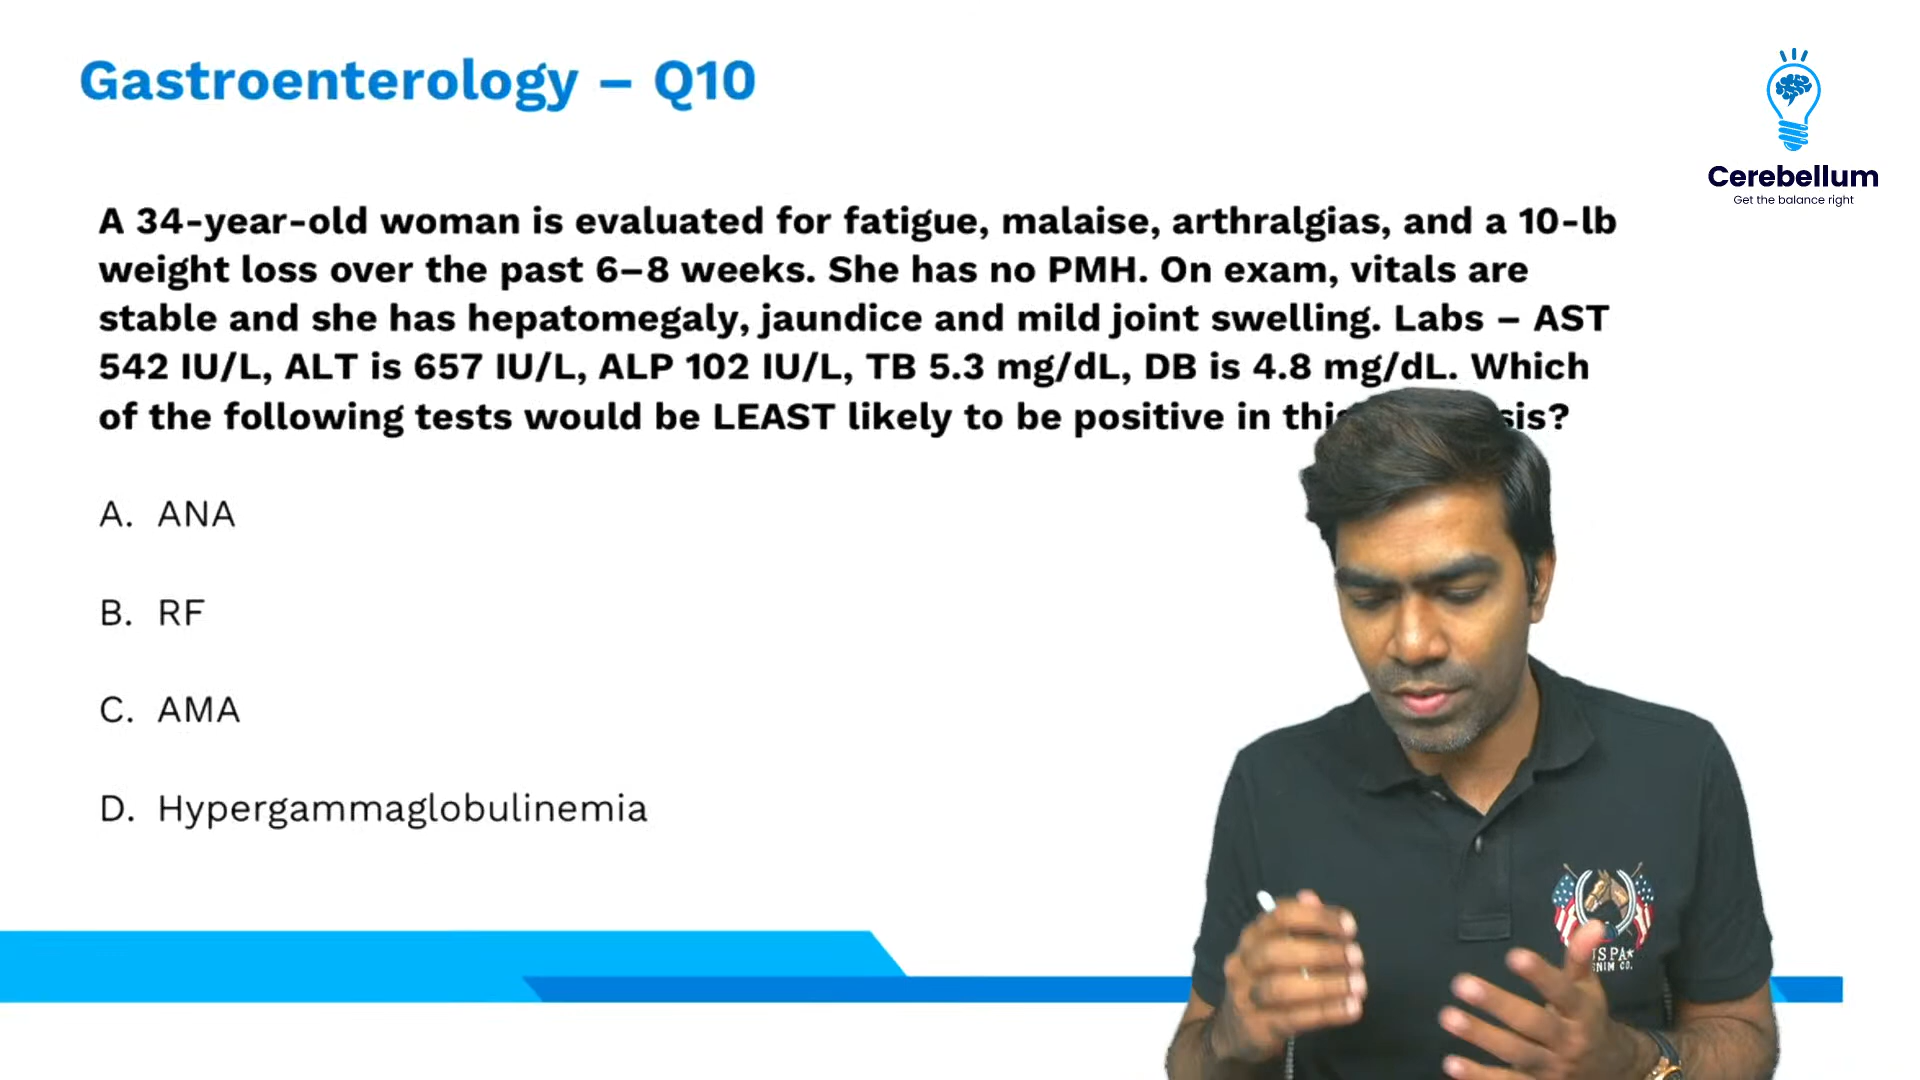 Gastroenterology – Q10
Cerebellum
Get the balance right
A 34-year-old woman is evaluated for fatigue, malaise, arthralgias, and a 10-lb
weight loss over the past 6–8 weeks. She has no PMH. On exam, vitals are
stable and she has hepatomegaly, jaundice and mild joint swelling. Labs – AST
542 IU/L, ALT is 657 IU/L, ALP 102 IU/L, TB 5.3 mg/dL, DB is 4.8 mg/dL. Which
of the following tests would be LEAST likely to be positive in
A. ANA
B. RF
C. AMA
D. Hypergammaglobulinemia